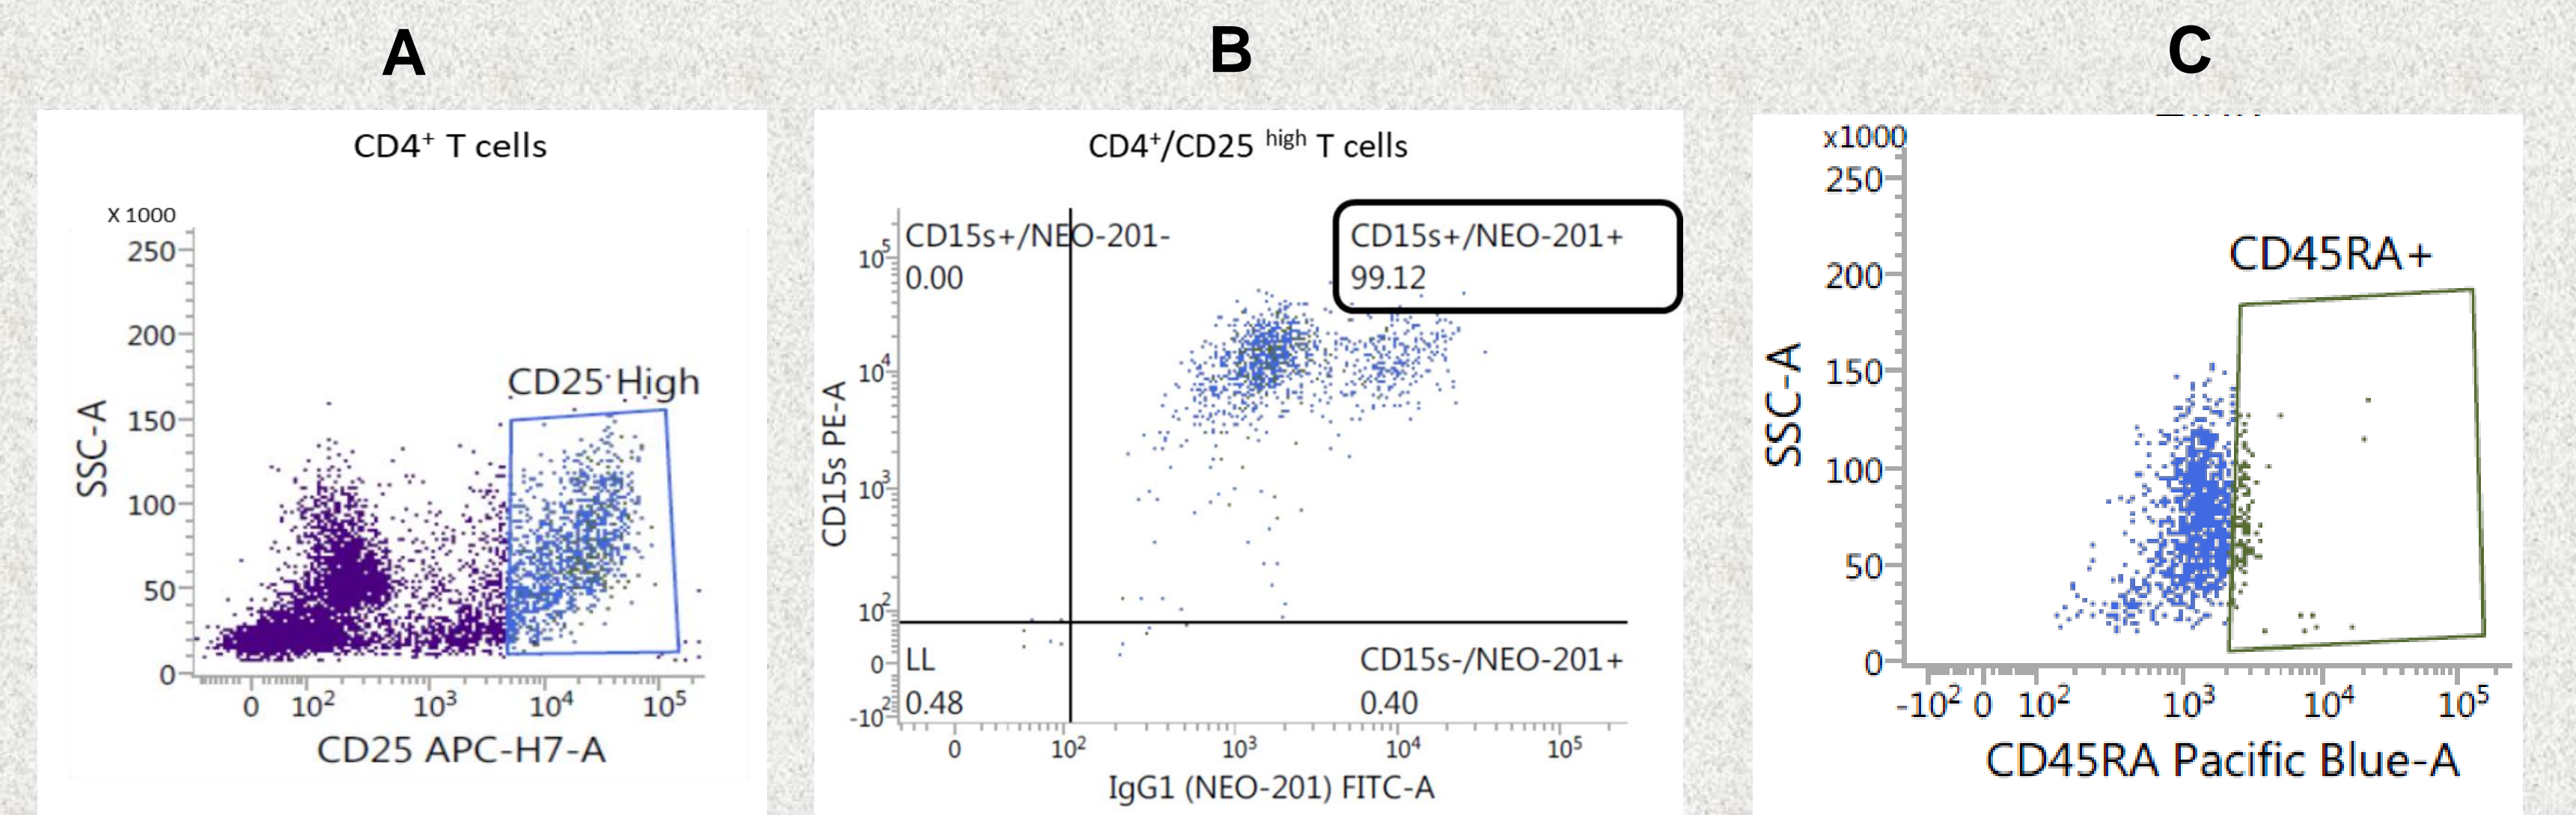 A
B
C
CD4⁺ T cells
X 1000
250
200
150
100
50
0
SSC-A
CD25 High
0 10² 10³ 10⁴ 10⁵
CD25 APC-H7-A
CD4⁺/CD25 ʰⁱᵍʰ T cells
CD15s+/NEO-201-
0.00
CD15s+/NEO-201+
99.12
10⁵
10⁴
10³
10²
0
-10²
CD15s PE-A
LL
0.48
CD15s-/NEO-201+
0.40
0 10² 10³ 10⁴ 10⁵
IgG1 (NEO-201) FITC-A
x1000
250
200
150
100
50
0
SSC-A
CD45RA+
-10² 0 10² 10³ 10⁴ 10⁵
CD45RA Pacific Blue-A